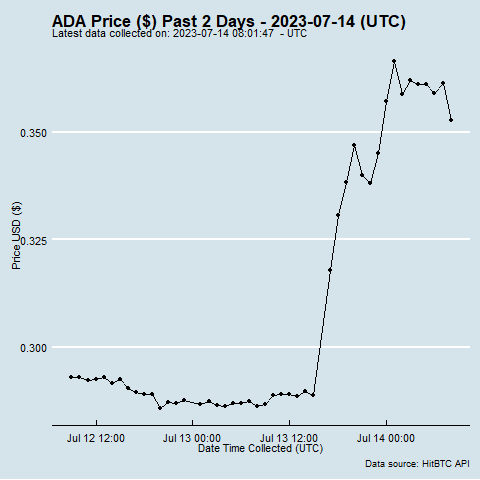 ADA Price ($) Past 2 Days - 2023-07-14 (UTC)
Latest data collected on: 2023-07-14 08:01:47  - UTC
Price USD ($)
0.350
0.325
0.300
Jul 12 12:00
Jul 13 00:00
Jul 13 12:00
Jul 14 00:00
Date Time Collected (UTC)
Data source: HitBTC API